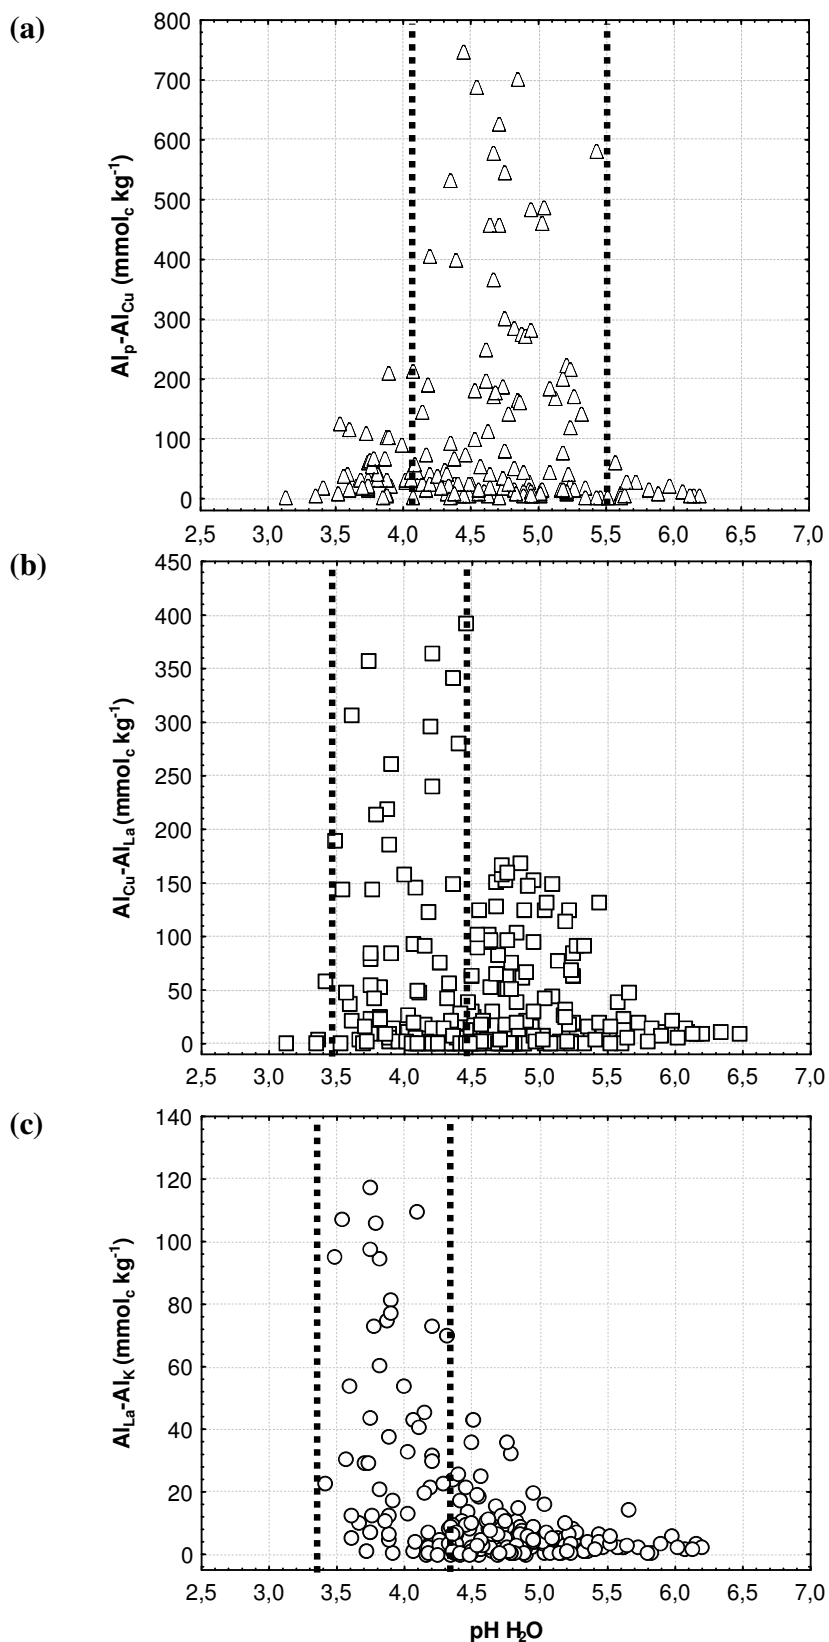 (a)
Al_p-Al_Cu (mmol_c kg^-1)
800
700
600
500
400
300
200
100
0
2,5 3,0 3,5 4,0 4,5 5,0 5,5 6,0 6,5 7,0
(b)
Al_Cu-Al_La (mmol_c kg^-1)
450
400
350
300
250
200
150
100
50
0
2,5 3,0 3,5 4,0 4,5 5,0 5,5 6,0 6,5 7,0
(c)
Al_La-Al_K (mmol_c kg^-1)
140
120
100
80
60
40
20
0
2,5 3,0 3,5 4,0 4,5 5,0 5,5 6,0 6,5 7,0
pH H2O